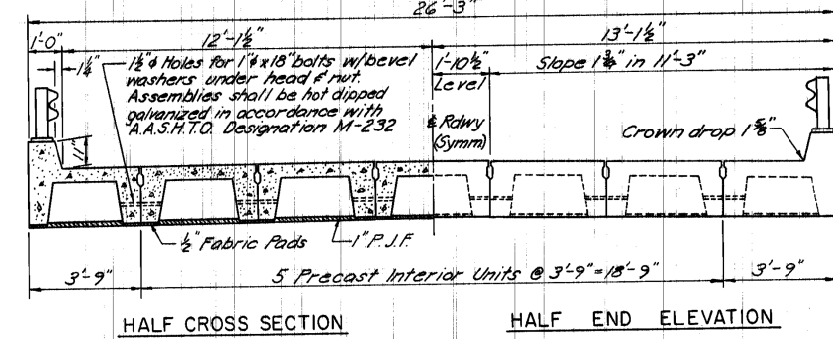 26'-3"
1'-0" 12'-1½" 13'-1½"
1¼" 1½"ϕ Holes for 1"ϕ x 18" bolts w/bevel
washers under head & nut.
Assemblies shall be hot dipped
galvanized in accordance with
A.A.S.H.T.O. Designation M-232
1'-10½"
Level
Slope 1¾" in 11'-3"
℄ Rdwy
(Symm)
Crown drop 1⅝"
11"
½" Fabric Pads
1" P.J.F.
3'-9" 5 Precast Interior Units @ 3'-9" = 18'-9" 3'-9"
HALF CROSS SECTION
HALF END ELEVATION